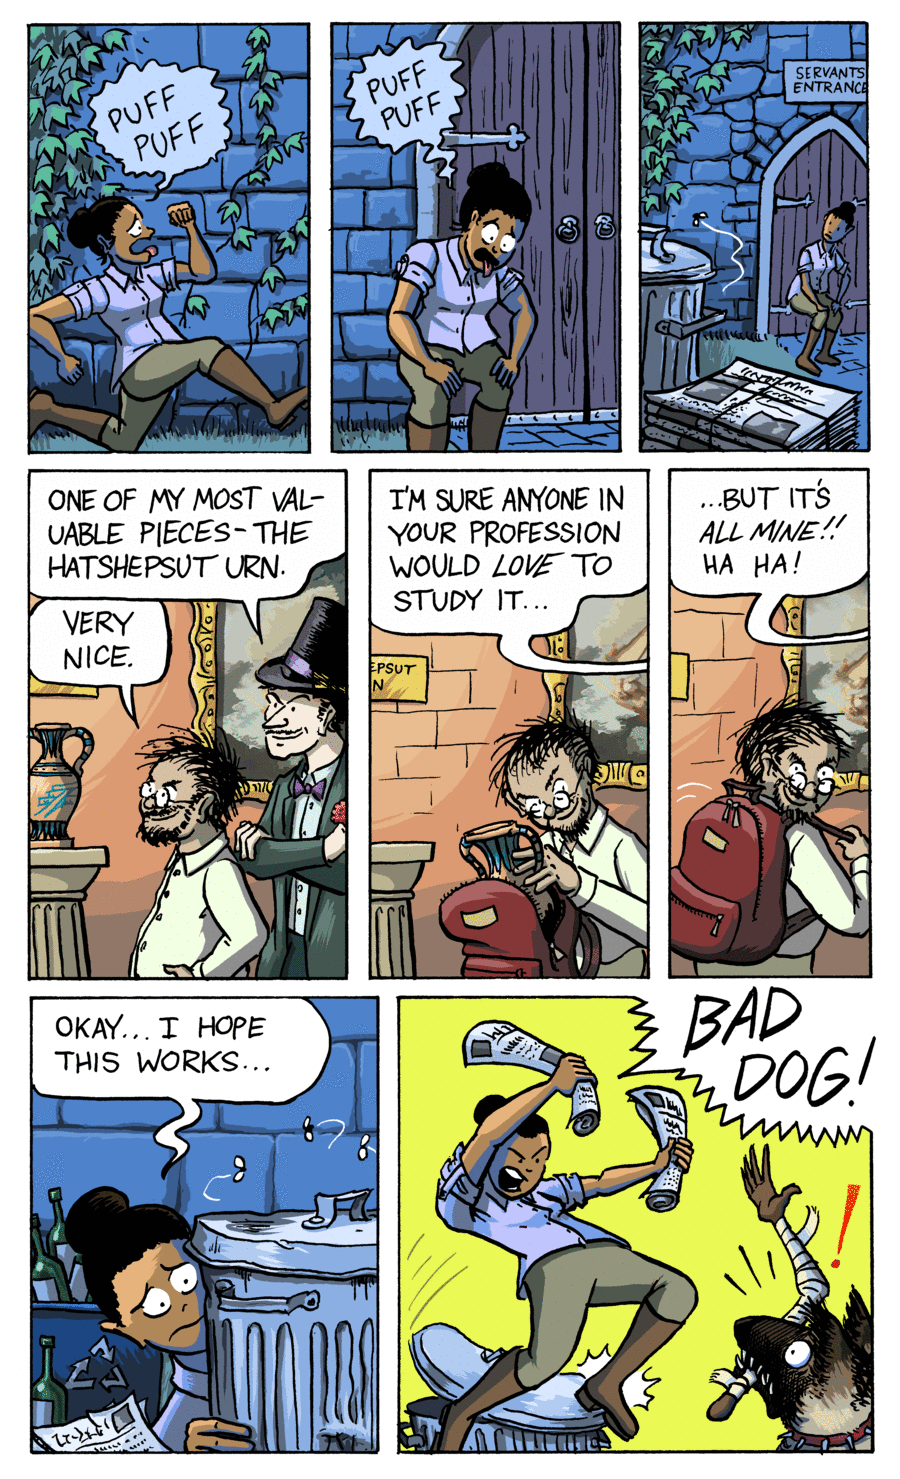 PUFF
PUFF
PUFF
PUFF
SERVANTS
ENTRANCE
ONE OF MY MOST VAL-
UABLE PIECES-THE
HATSHEPSUT URN.
VERY
NICE.
I'M SURE ANYONE IN
YOUR PROFESSION
WOULD LOVE TO
STUDY IT...
EPSUT
N
...BUT IT'S
ALL MINE!!
HA HA!
OKAY... I HOPE
THIS WORKS...
BAD
DOG!
!